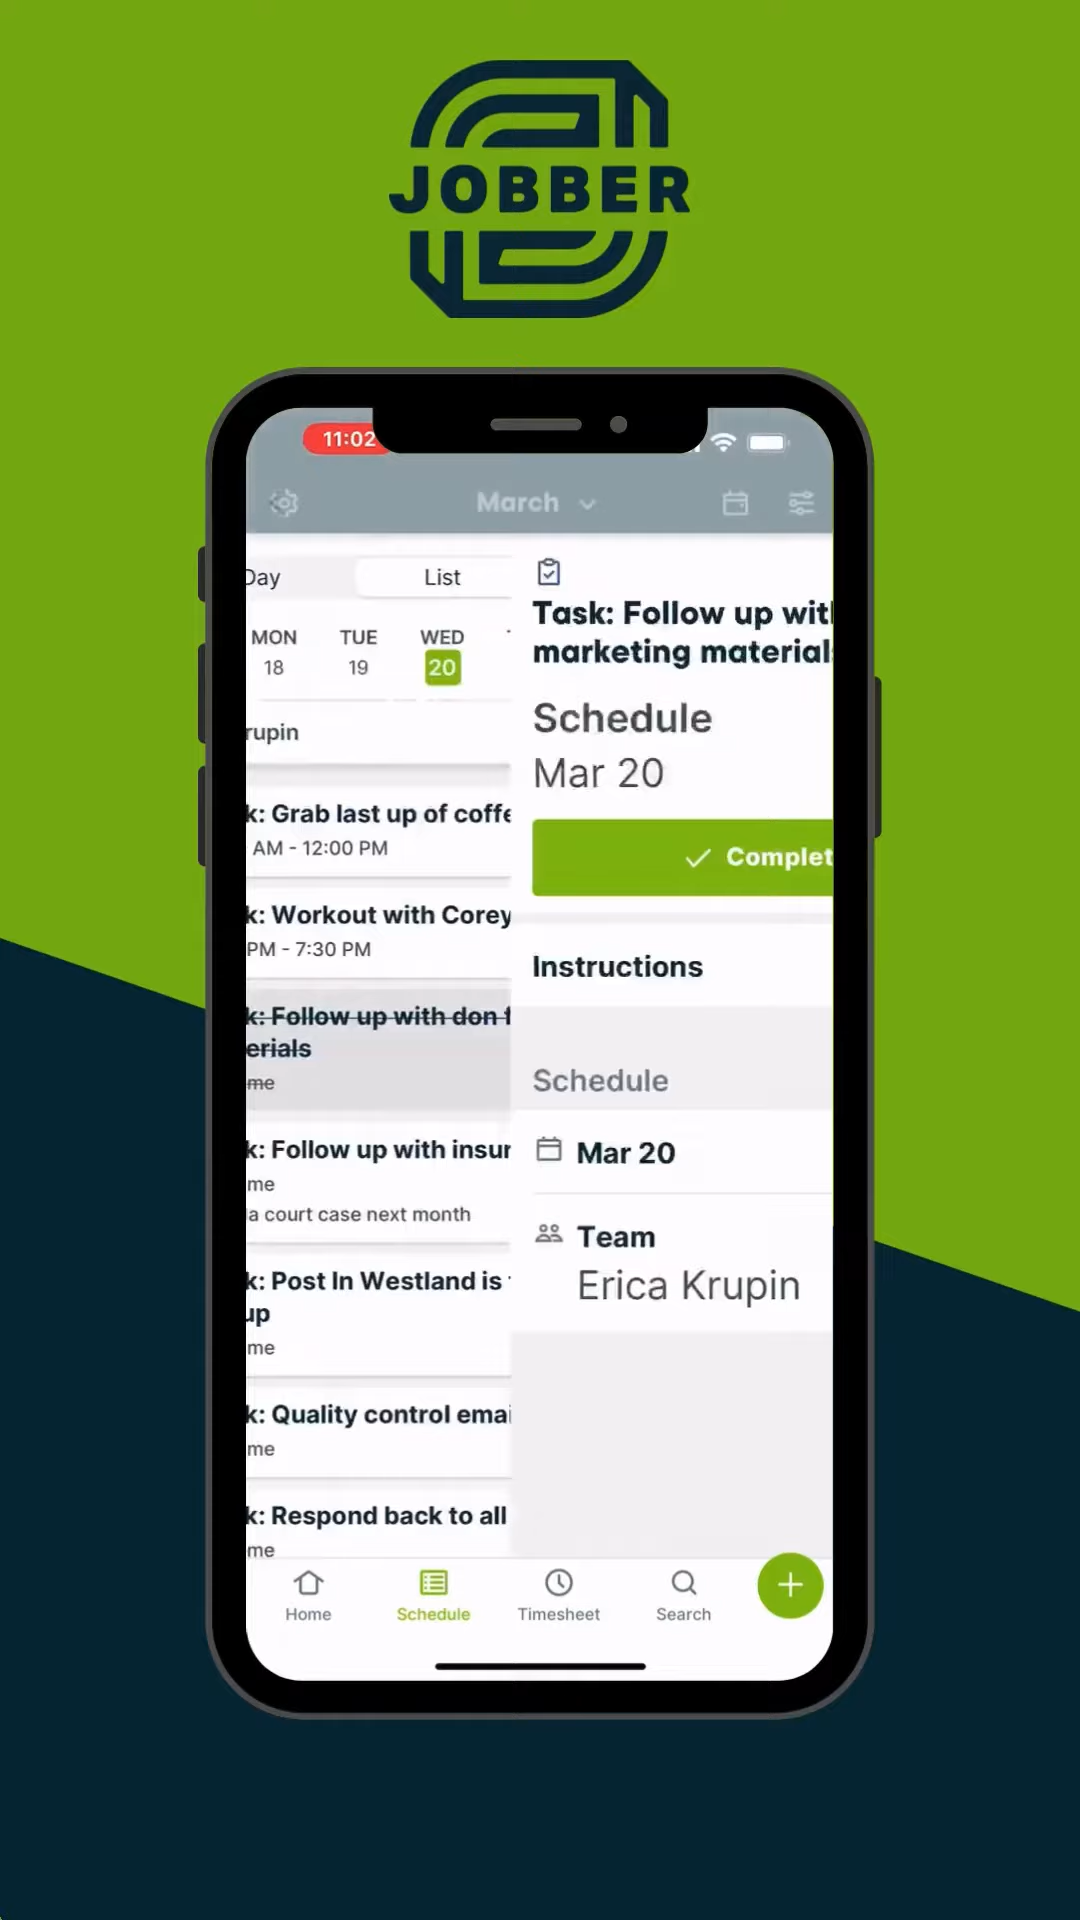 JOBBER
11:02
March
Day
List
MON
TUE
WED
18
19
20
rupin
k: Grab last up of coffe
AM - 12:00 PM
k: Workout with Corey
PM - 7:30 PM
k: Follow up with don f
erials
me
k: Follow up with insur
me
la court case next month
k: Post In Westland is
up
me
k: Quality control emai
me
k: Respond back to all
me
Task: Follow up with
marketing materials
Schedule
Mar 20
Complet
Instructions
Schedule
Mar 20
Team
Erica Krupin
Home
Schedule
Timesheet
Search